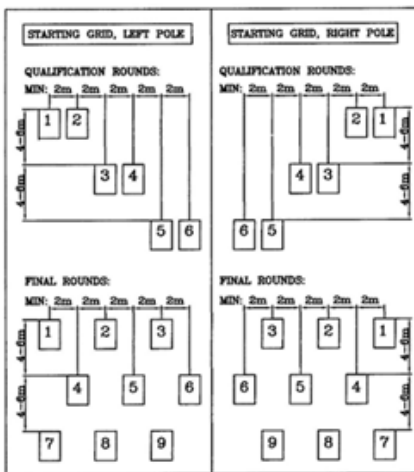 STARTING GRID, LEFT POLE
QUALIFICATION ROUNDS:
MIN: 2m 2m 2m 2m 2m
1 2
4-6m
3 4
4-6m
5 6
FINAL ROUNDS:
MIN: 2m 2m 2m 2m 2m
1 2 3
4-6m
4 5 6
4-6m
7 8 9
STARTING GRID, RIGHT POLE
QUALIFICATION ROUNDS:
MIN: 2m 2m 2m 2m 2m
2 1
4-6m
4 3
4-6m
6 5
FINAL ROUNDS:
MIN: 2m 2m 2m 2m 2m
3 2 1
4-6m
6 5 4
4-6m
9 8 7